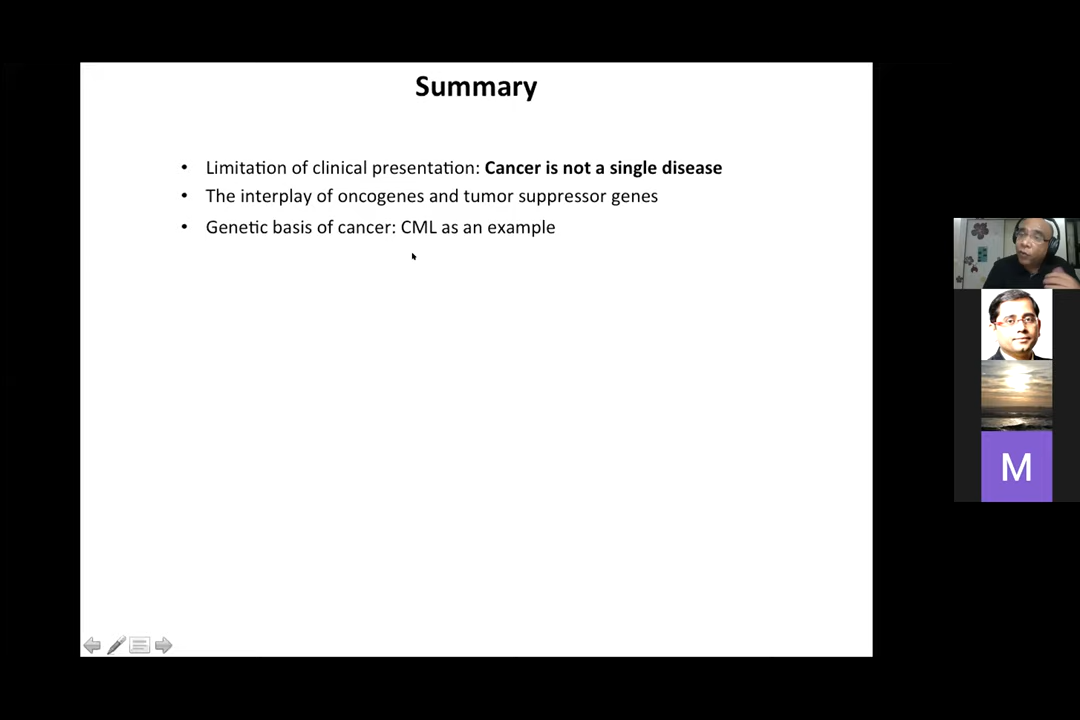 Summary
• Limitation of clinical presentation: Cancer is not a single disease
• The interplay of oncogenes and tumor suppressor genes
• Genetic basis of cancer: CML as an example
M